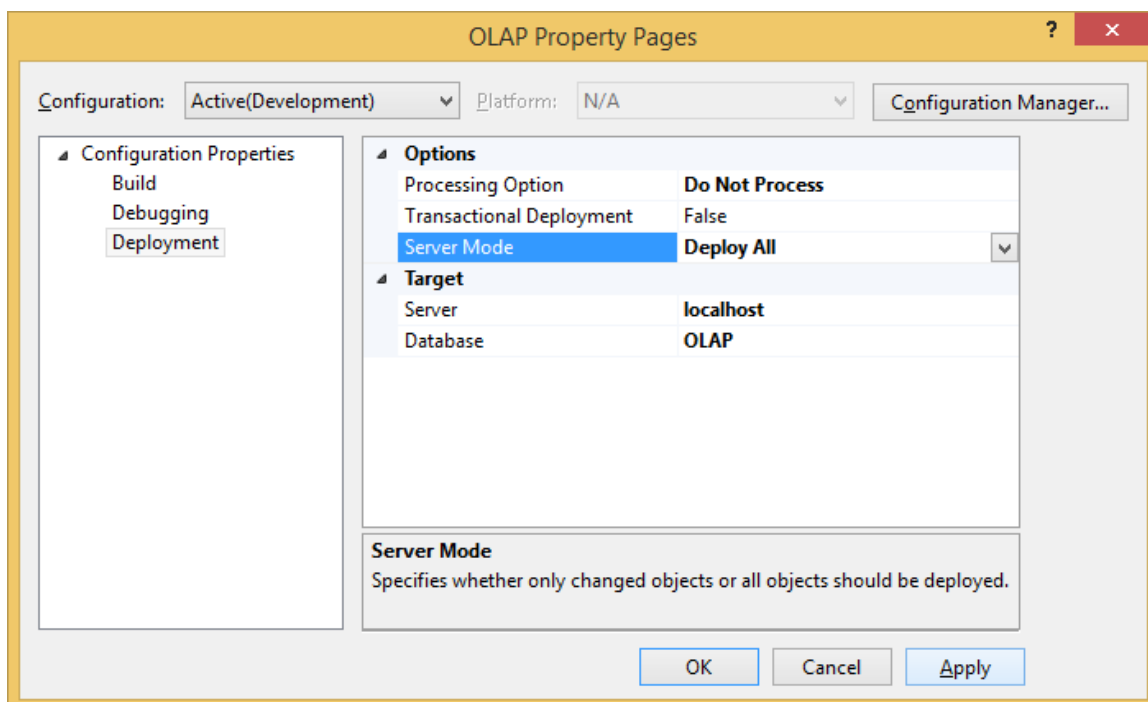 OLAP Property Pages
?
Configuration: Active(Development) Platform: N/A Configuration Manager...
Configuration Properties
Build
Debugging
Deployment
Options
Processing Option Do Not Process
Transactional Deployment False
Server Mode Deploy All
Target
Server localhost
Database OLAP
Server Mode
Specifies whether only changed objects or all objects should be deployed.
OK Cancel Apply